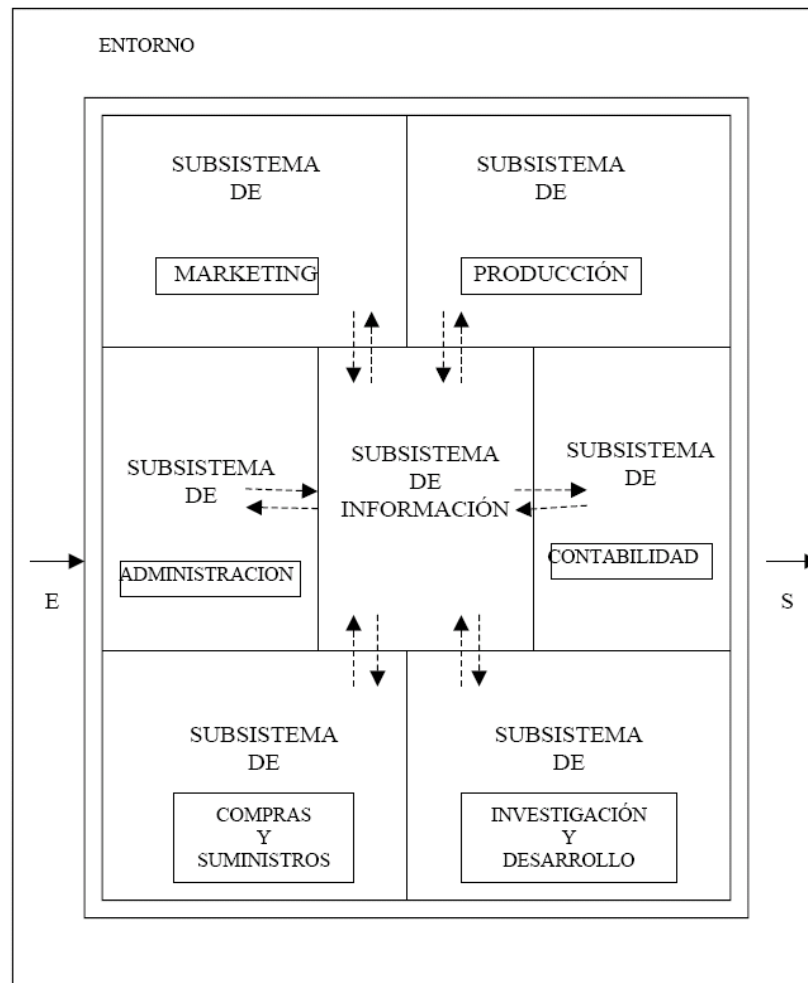 ENTORNO
SUBSISTEMA
DE
MARKETING
SUBSISTEMA
DE
PRODUCCIÓN
SUBSISTEMA
DE
ADMINISTRACION
SUBSISTEMA
DE
INFORMACIÓN
SUBSISTEMA
DE
CONTABILIDAD
E
S
SUBSISTEMA
DE
COMPRAS
Y
SUMINISTROS
SUBSISTEMA
DE
INVESTIGACIÓN
Y
DESARROLLO